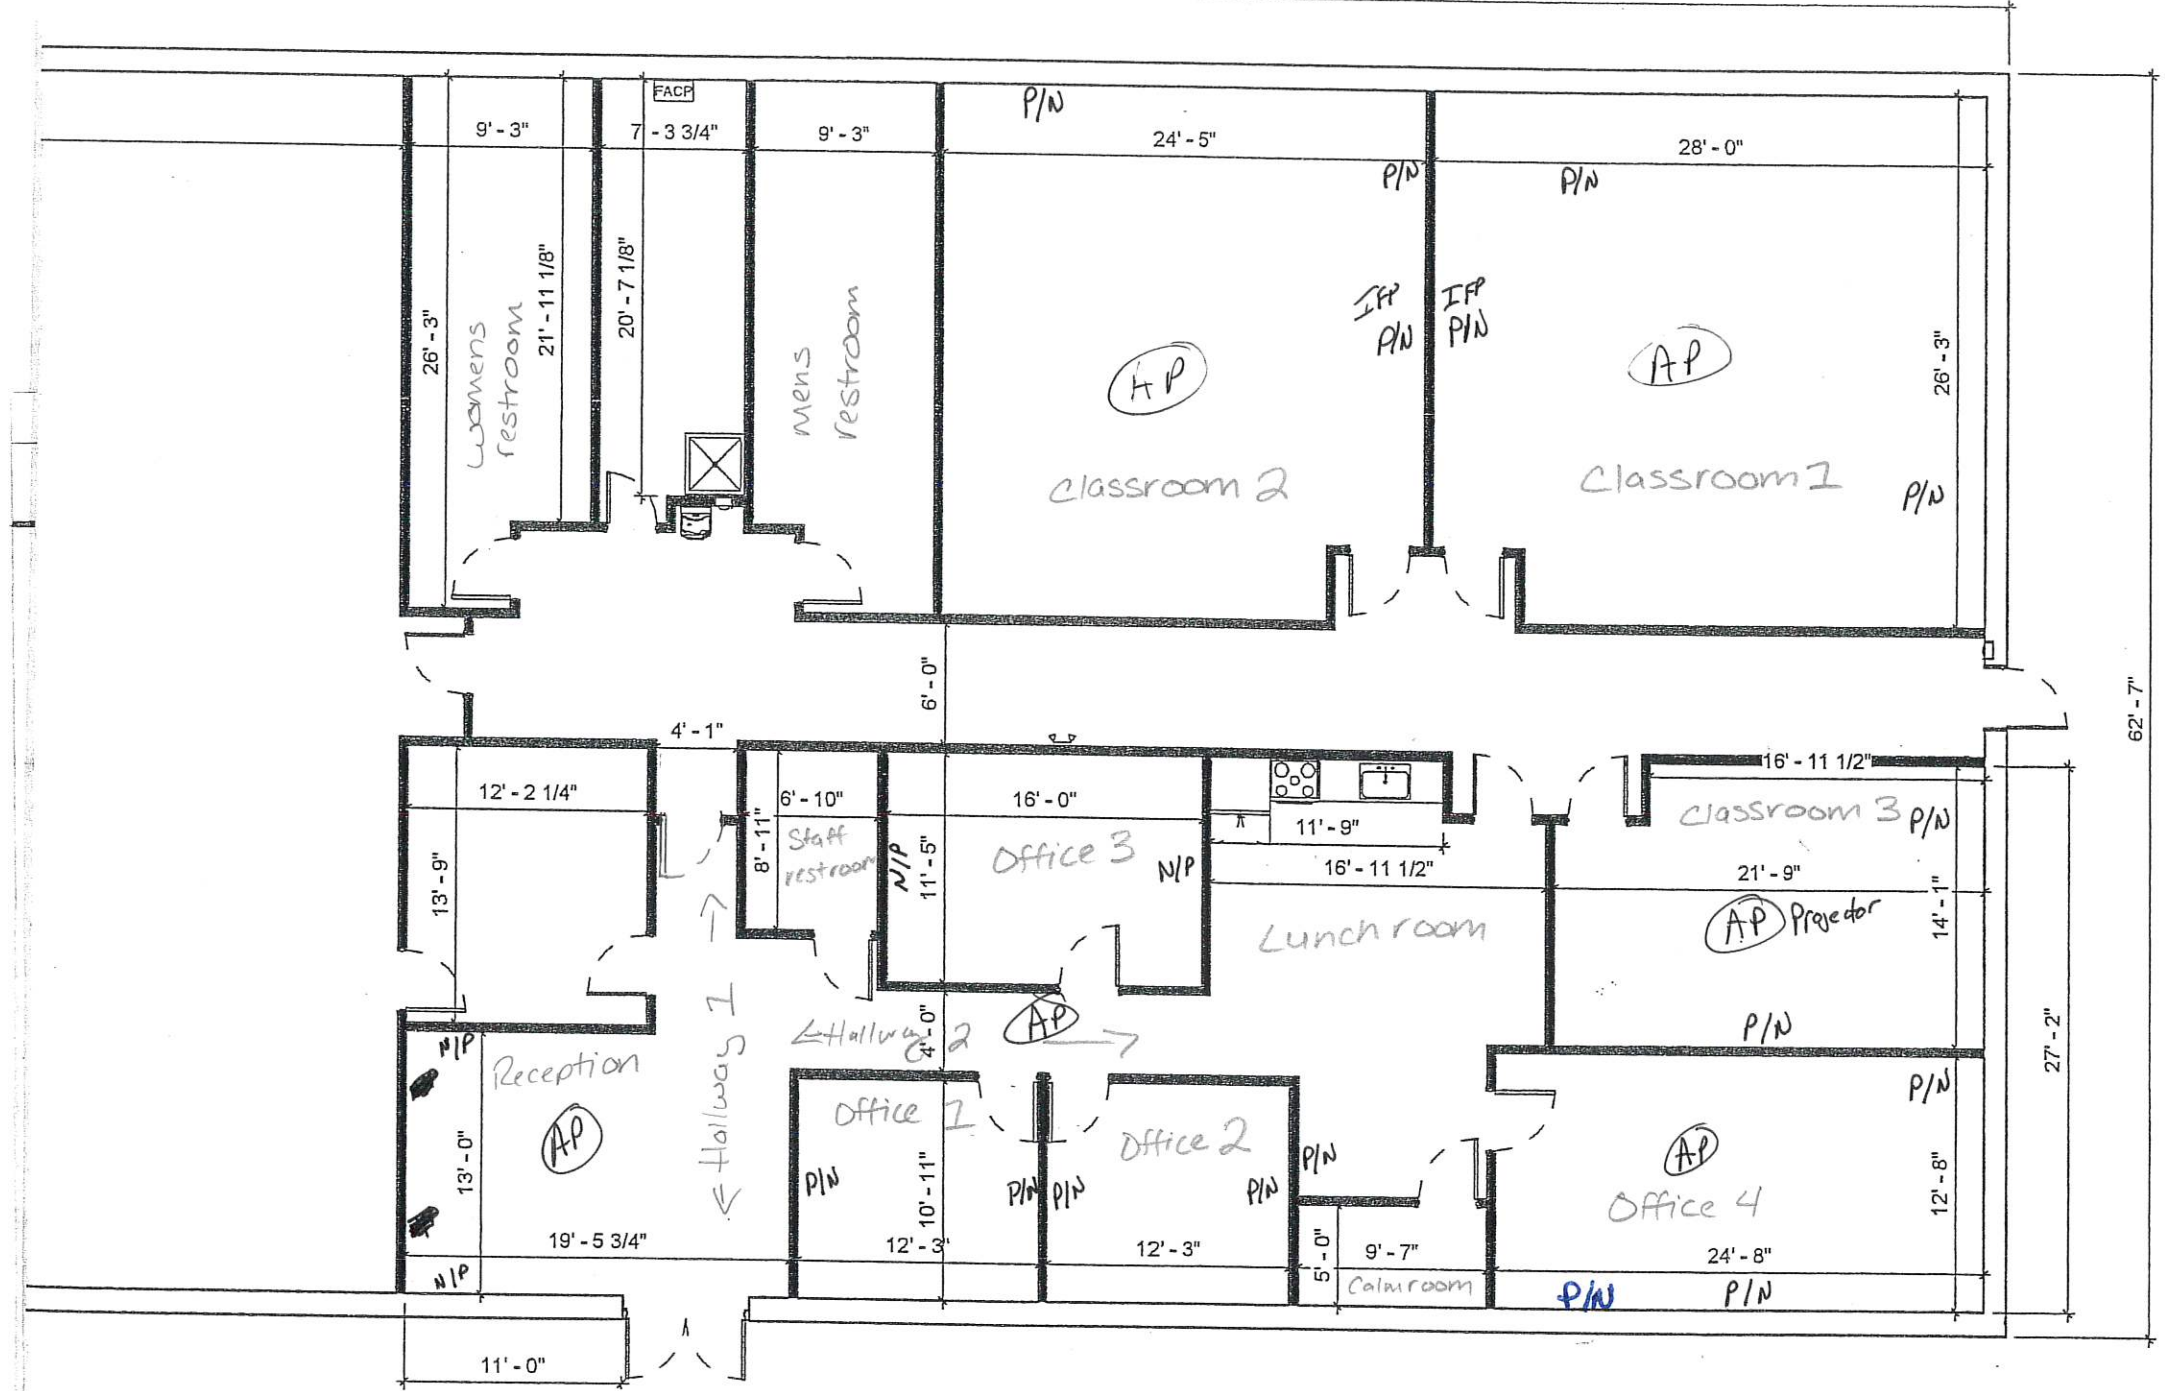 FACP
9' - 3"
7' - 3 3/4"
9' - 3"
P/N
24' - 5"
28' - 0"
P/N
P/N
26' - 3"
womens
restroom
21' - 11 1/8"
20' - 7 1/8"
mens
restroom
IFP
P/N
IFP
P/N
AP
AP
26' - 3"
Classroom 2
Classroom 1
P/N
6' - 0"
62' - 7"
4' - 1"
12' - 2 1/4"
13' - 9"
6' - 10"
8' - 11"
Staff
restroom
16' - 0"
N/P
11' - 5"
Office 3
N/P
11' - 9"
16' - 11 1/2"
Lunch room
16' - 11 1/2"
Classroom 3
P/N
21' - 9"
14' - 1"
AP
Projector
P/N
27' - 2"
Hallway 1
Hallway 2
4' - 0"
AP
N/P
Reception
AP
13' - 0"
19' - 5 3/4"
N/P
11' - 0"
Office 1
P/N
10' - 11"
P/N
12' - 3"
Office 2
P/N
P/N
12' - 3"
P/N
5' - 0"
9' - 7"
Calmroom
P/N
AP
Office 4
12' - 8"
24' - 8"
P/N
P/N